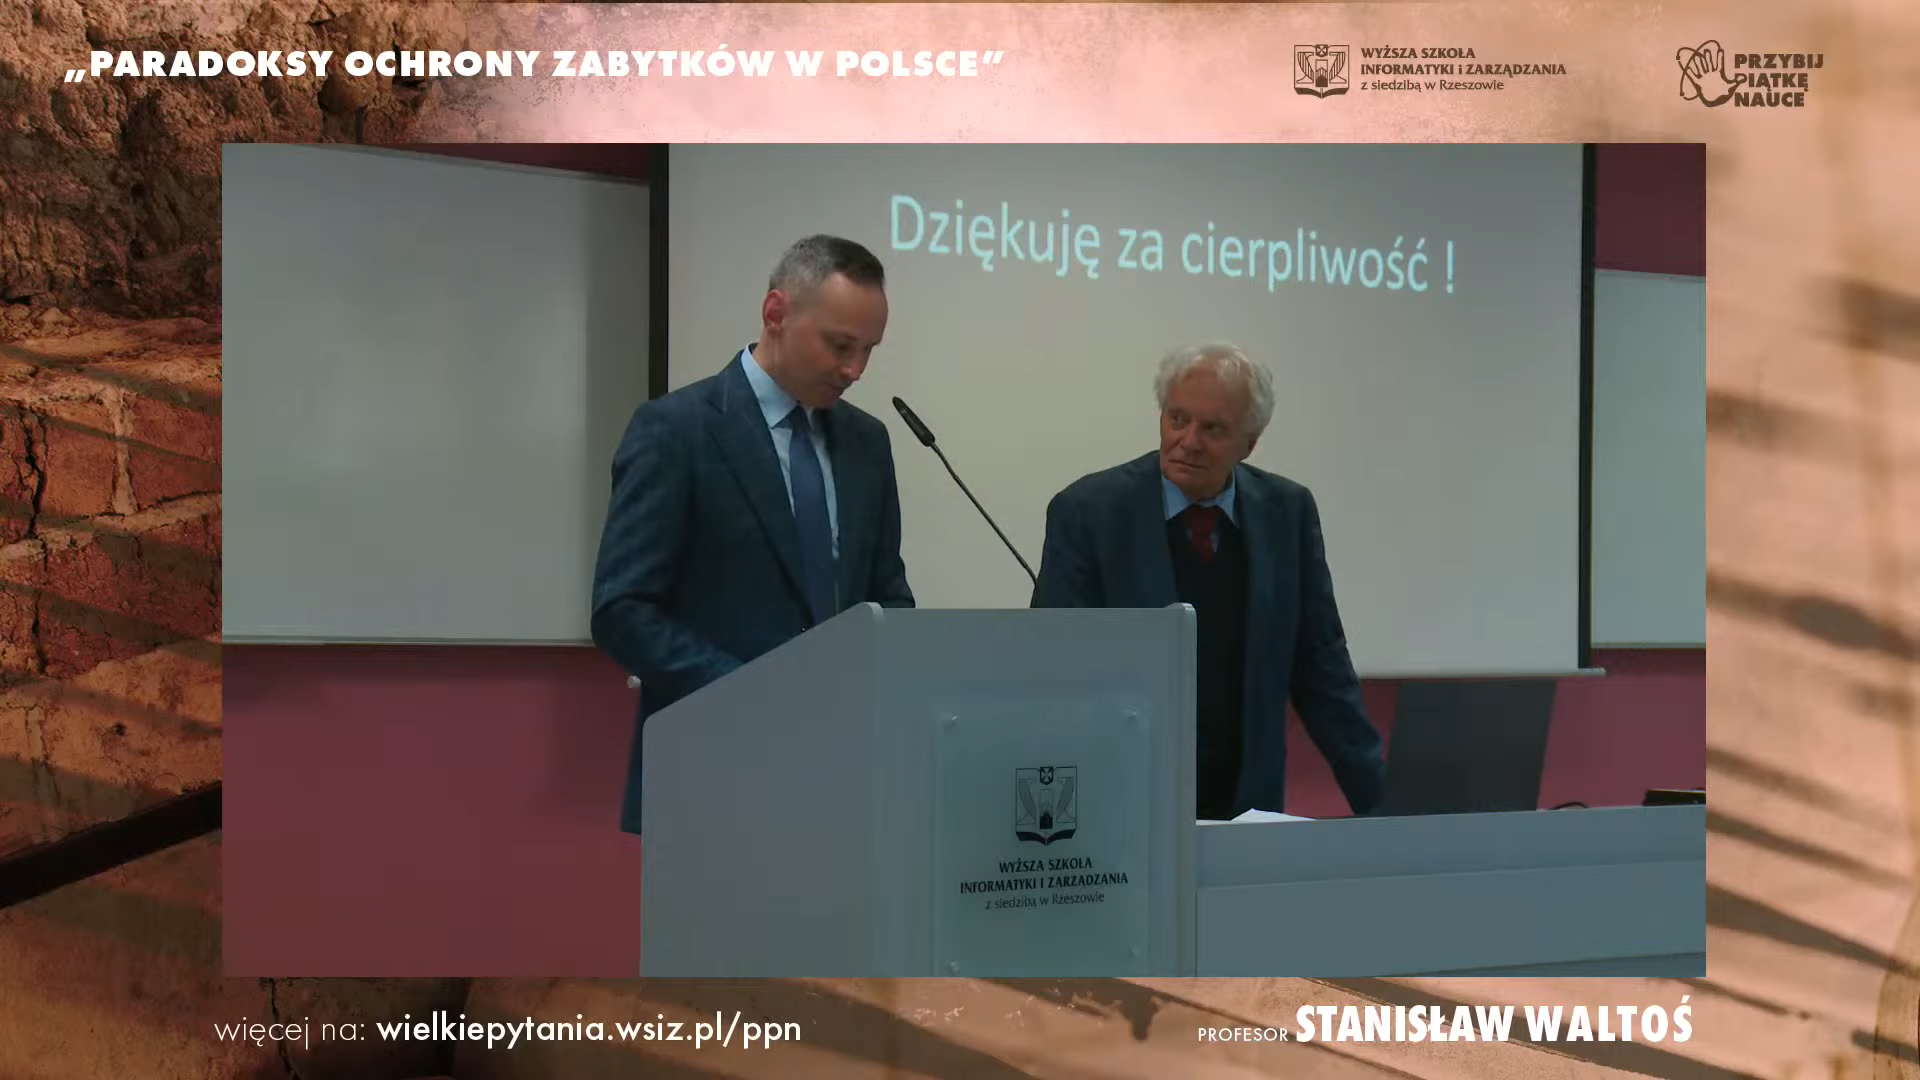 „PARADOKSY OCHRONY ZABYTKÓW W POLSCE”
WYŻSZA SZKOŁA
INFORMATYKI i ZARZĄDZANIA
z siedzibą w Rzeszowie
PRZYBIJ
PIĄTKĘ
NAUCE
Dziękuję za cierpliwość !
WYŻSZA SZKOŁA
INFORMATYKI I ZARZĄDZANIA
z siedzibą w Rzeszowie
więcej na: wielkiepytania.wsiz.pl/ppn
PROFESOR STANISŁAW WALTOŚ